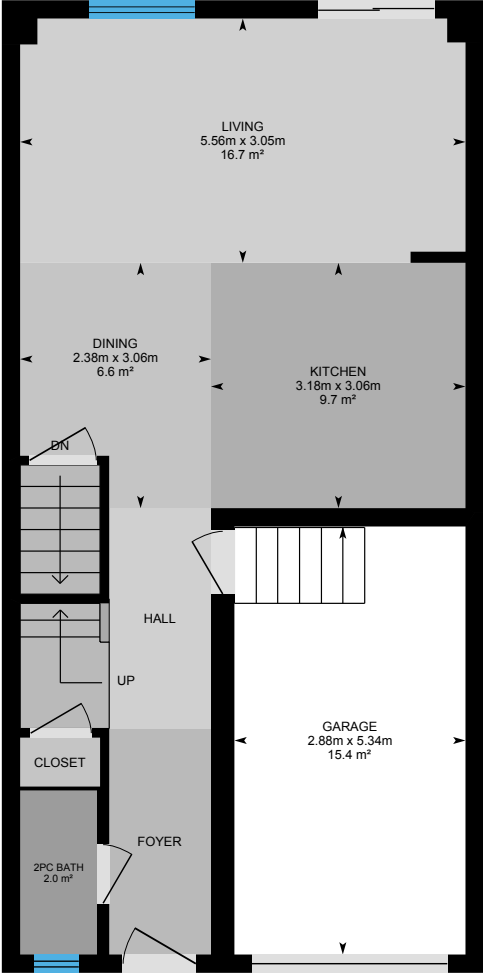 LIVING
5.56m x 3.05m
16.7 m²
DINING
2.38m x 3.06m
6.6 m²
KITCHEN
3.18m x 3.06m
9.7 m²
DN
HALL
UP
GARAGE
2.88m x 5.34m
15.4 m²
CLOSET
FOYER
2PC BATH
2.0 m²